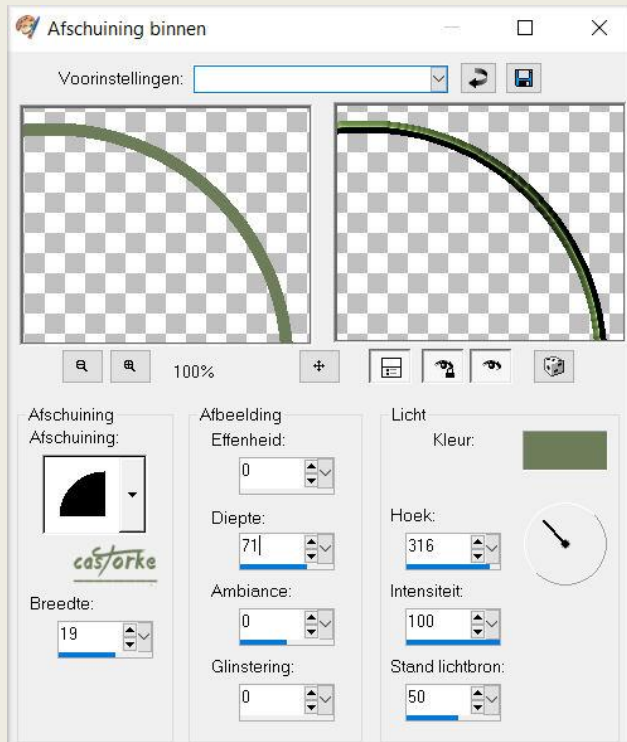 Afschuining binnen
Voorinstellingen:
100%
Afschuining
Afschuining:
castorke
Breedte:
19
Afbeelding
Effenheid:
0
Diepte:
71
Ambiance:
0
Glinstering:
0
Licht
Kleur:
Hoek:
316
Intensiteit:
100
Stand lichtbron:
50